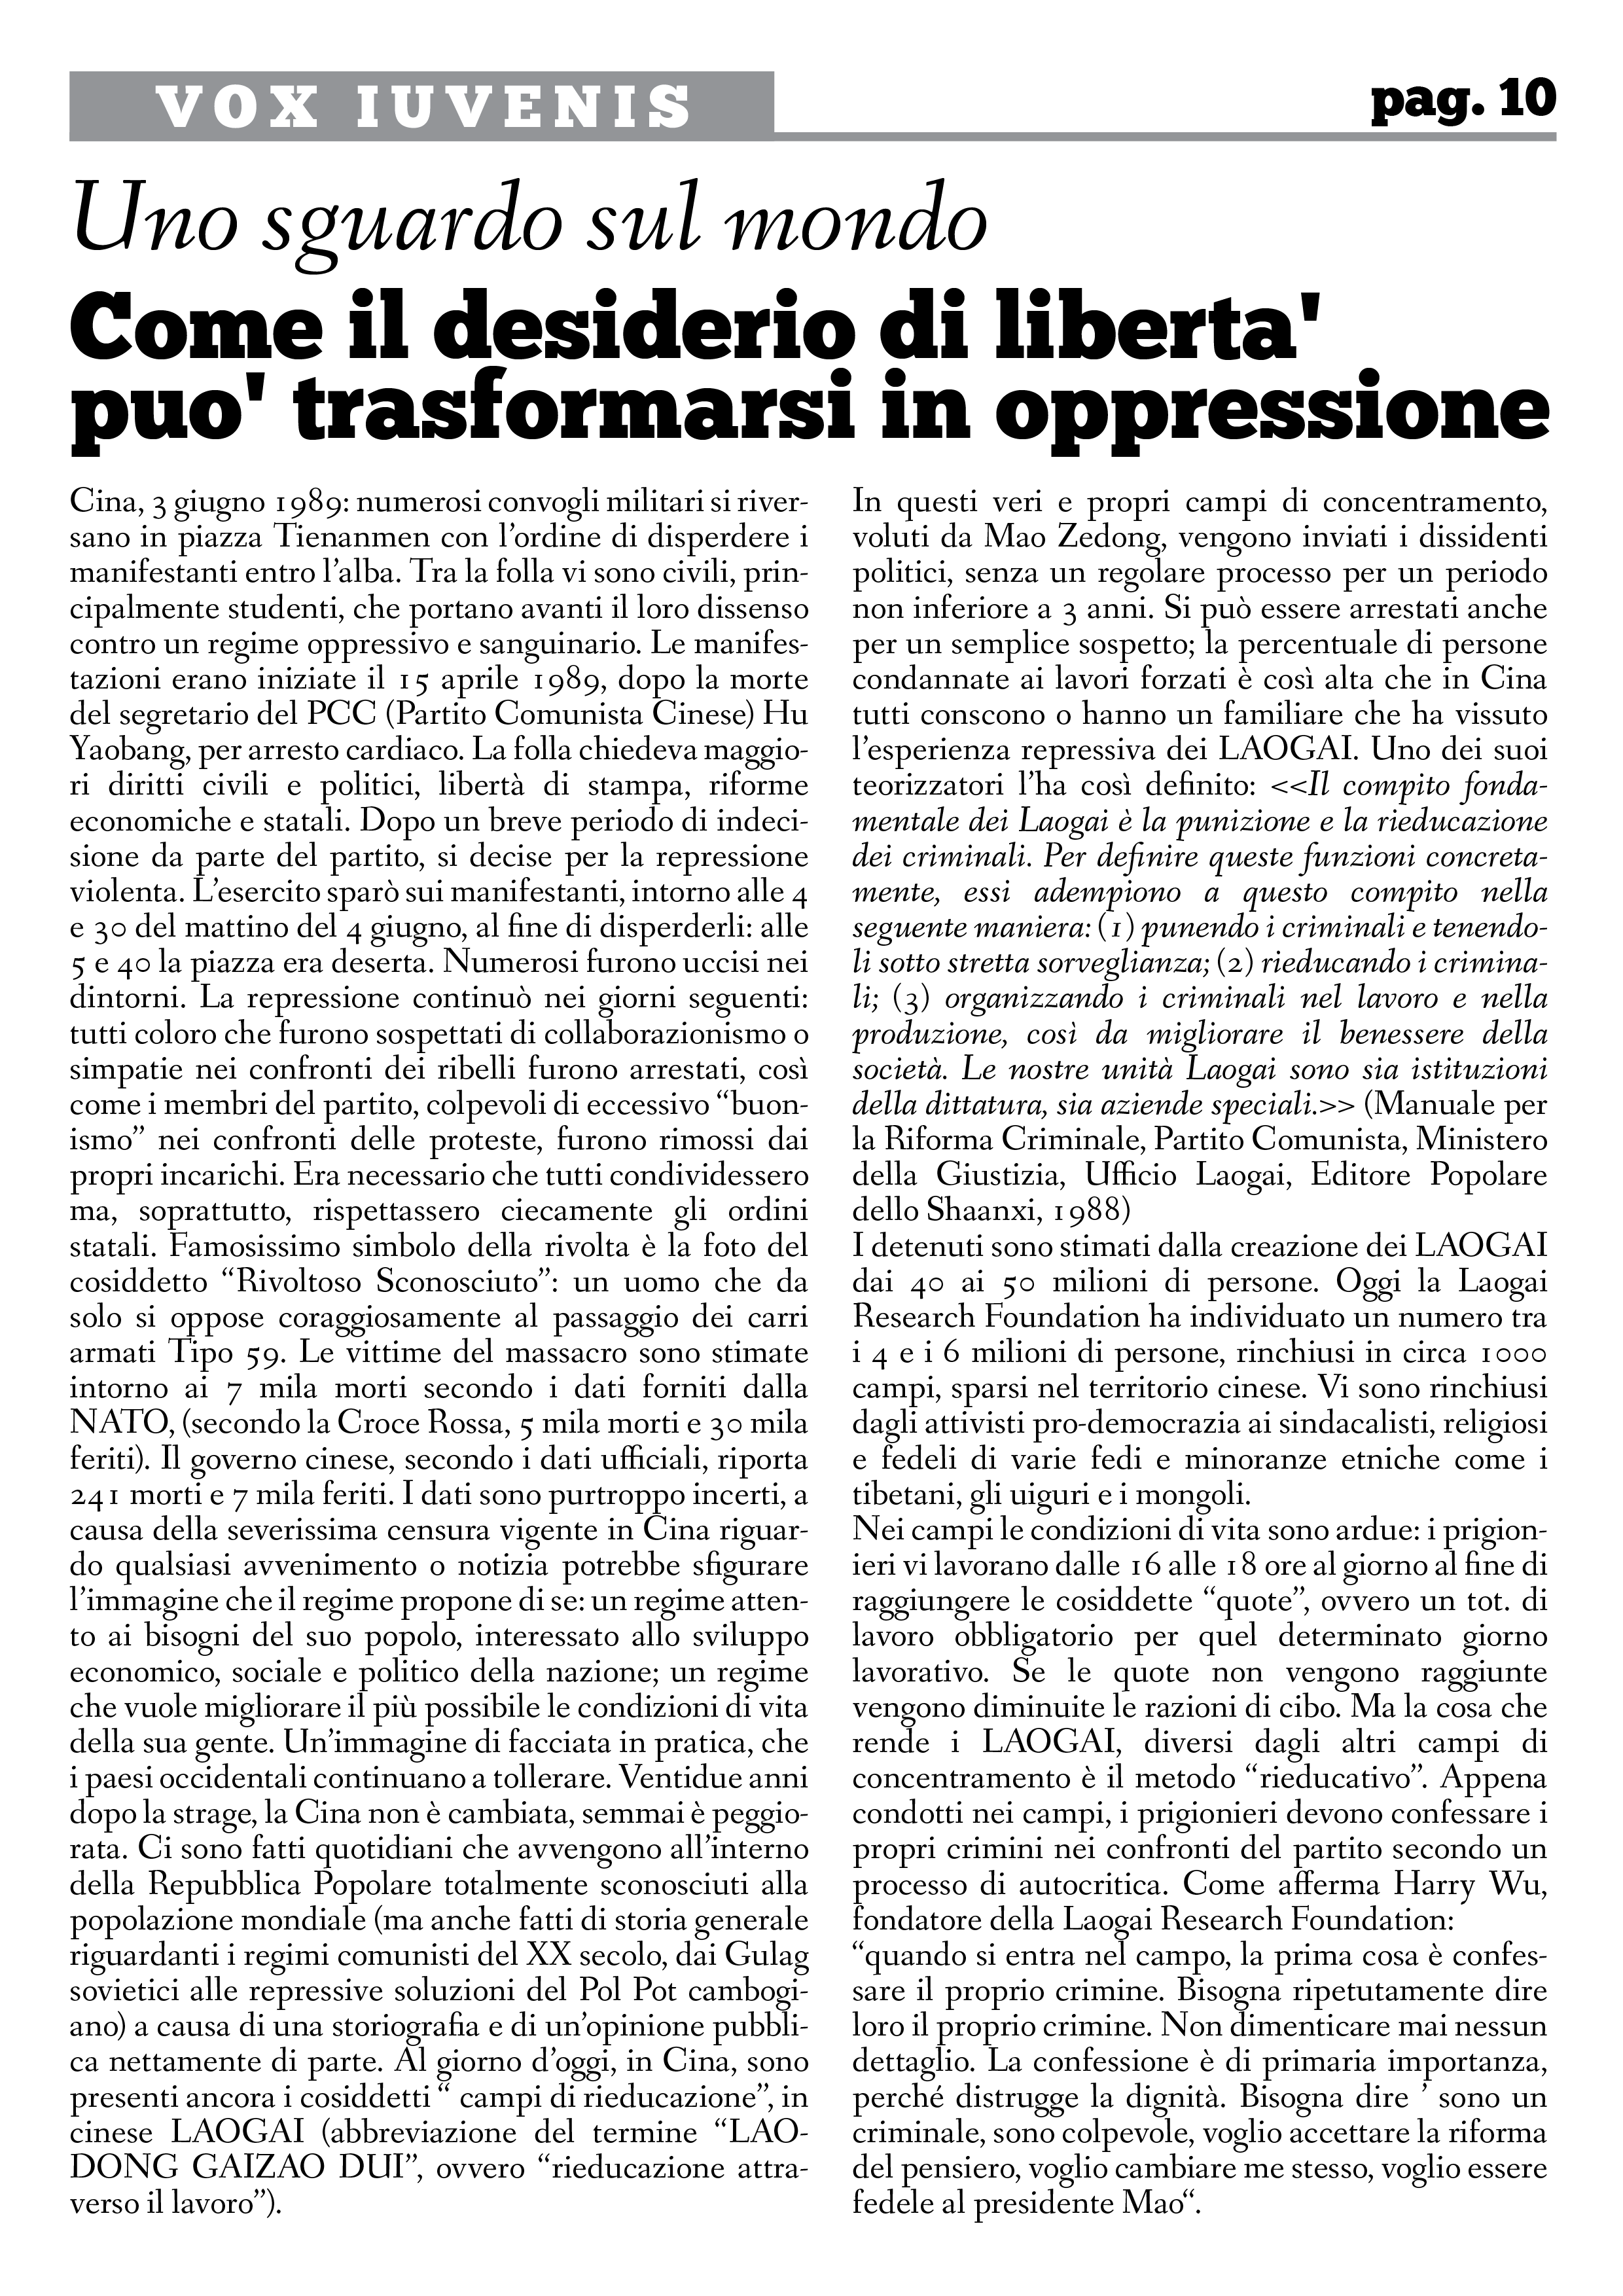 VOX IUVENIS
pag. 10
Uno sguardo sul mondo
Come il desiderio di liberta'
puo' trasformarsi in oppressione
Cina, 3 giugno 1989: numerosi convogli militari si river-
sano in piazza Tienanmen con l’ordine di disperdere i
manifestanti entro l’alba. Tra la folla vi sono civili, prin-
cipalmente studenti, che portano avanti il loro dissenso
contro un regime oppressivo e sanguinario. Le manifes-
tazioni erano iniziate il 15 aprile 1989, dopo la morte
del segretario del PCC (Partito Comunista Cinese) Hu
Yaobang, per arresto cardiaco. La folla chiedeva maggio-
ri diritti civili e politici, libertà di stampa, riforme
economiche e statali. Dopo un breve periodo di indeci-
sione da parte del partito, si decise per la repressione
violenta. L’esercito sparò sui manifestanti, intorno alle 4
e 30 del mattino del 4 giugno, al fine di disperderli: alle
5 e 40 la piazza era deserta. Numerosi furono uccisi nei
dintorni. La repressione continuò nei giorni seguenti:
tutti coloro che furono sospettati di collaborazionismo o
simpatie nei confronti dei ribelli furono arrestati, così
come i membri del partito, colpevoli di eccessivo “buon-
ismo” nei confronti delle proteste, furono rimossi dai
propri incarichi. Era necessario che tutti condividessero
ma, soprattutto, rispettassero ciecamente gli ordini
statali. Famosissimo simbolo della rivolta è la foto del
cosiddetto “Rivoltoso Sconosciuto”: un uomo che da
solo si oppose coraggiosamente al passaggio dei carri
armati Tipo 59. Le vittime del massacro sono stimate
intorno ai 7 mila morti secondo i dati forniti dalla
NATO, (secondo la Croce Rossa, 5 mila morti e 30 mila
feriti). Il governo cinese, secondo i dati ufficiali, riporta
241 morti e 7 mila feriti. I dati sono purtroppo incerti, a
causa della severissima censura vigente in Cina riguar-
do qualsiasi avvenimento o notizia potrebbe sfigurare
l’immagine che il regime propone di se: un regime atten-
to ai bisogni del suo popolo, interessato allo sviluppo
economico, sociale e politico della nazione; un regime
che vuole migliorare il più possibile le condizioni di vita
della sua gente. Un’immagine di facciata in pratica, che
i paesi occidentali continuano a tollerare. Ventidue anni
dopo la strage, la Cina non è cambiata, semmai è peggio-
rata. Ci sono fatti quotidiani che avvengono all’interno
della Repubblica Popolare totalmente sconosciuti alla
popolazione mondiale (ma anche fatti di storia generale
riguardanti i regimi comunisti del XX secolo, dai Gulag
sovietici alle repressive soluzioni del Pol Pot cambogi-
ano) a causa di una storiografia e di un’opinione pubbli-
ca nettamente di parte. Al giorno d’oggi, in Cina, sono
presenti ancora i cosiddetti “ campi di rieducazione”, in
cinese LAOGAI (abbreviazione del termine “LAO-
DONG GAIZAO DUI”, ovvero “rieducazione attra-
verso il lavoro”).
In questi veri e propri campi di concentramento,
voluti da Mao Zedong, vengono inviati i dissidenti
politici, senza un regolare processo per un periodo
non inferiore a 3 anni. Si può essere arrestati anche
per un semplice sospetto; la percentuale di persone
condannate ai lavori forzati è così alta che in Cina
tutti conscono o hanno un familiare che ha vissuto
l’esperienza repressiva dei LAOGAI. Uno dei suoi
teorizzatori l’ha così definito: <<Il compito fonda-
mentale dei Laogai è la punizione e la rieducazione
dei criminali. Per definire queste funzioni concreta-
mente, essi adempiono a questo compito nella
seguente maniera: (1) punendo i criminali e tenendo-
li sotto stretta sorveglianza; (2) rieducando i crimina-
li; (3) organizzando i criminali nel lavoro e nella
produzione, così da migliorare il benessere della
società. Le nostre unità Laogai sono sia istituzioni
della dittatura, sia aziende speciali.>> (Manuale per
la Riforma Criminale, Partito Comunista, Ministero
della Giustizia, Ufficio Laogai, Editore Popolare
dello Shaanxi, 1988)
I detenuti sono stimati dalla creazione dei LAOGAI
dai 40 ai 50 milioni di persone. Oggi la Laogai
Research Foundation ha individuato un numero tra
i 4 e i 6 milioni di persone, rinchiusi in circa 1000
campi, sparsi nel territorio cinese. Vi sono rinchiusi
dagli attivisti pro-democrazia ai sindacalisti, religiosi
e fedeli di varie fedi e minoranze etniche come i
tibetani, gli uiguri e i mongoli.
Nei campi le condizioni di vita sono ardue: i prigion-
ieri vi lavorano dalle 16 alle 18 ore al giorno al fine di
raggiungere le cosiddette “quote”, ovvero un tot. di
lavoro obbligatorio per quel determinato giorno
lavorativo. Se le quote non vengono raggiunte
vengono diminuite le razioni di cibo. Ma la cosa che
rende i LAOGAI, diversi dagli altri campi di
concentramento è il metodo “rieducativo”. Appena
condotti nei campi, i prigionieri devono confessare i
propri crimini nei confronti del partito secondo un
processo di autocritica. Come afferma Harry Wu,
fondatore della Laogai Research Foundation:
“quando si entra nel campo, la prima cosa è confes-
sare il proprio crimine. Bisogna ripetutamente dire
loro il proprio crimine. Non dimenticare mai nessun
dettaglio. La confessione è di primaria importanza,
perché distrugge la dignità. Bisogna dire ’ sono un
criminale, sono colpevole, voglio accettare la riforma
del pensiero, voglio cambiare me stesso, voglio essere
fedele al presidente Mao“.